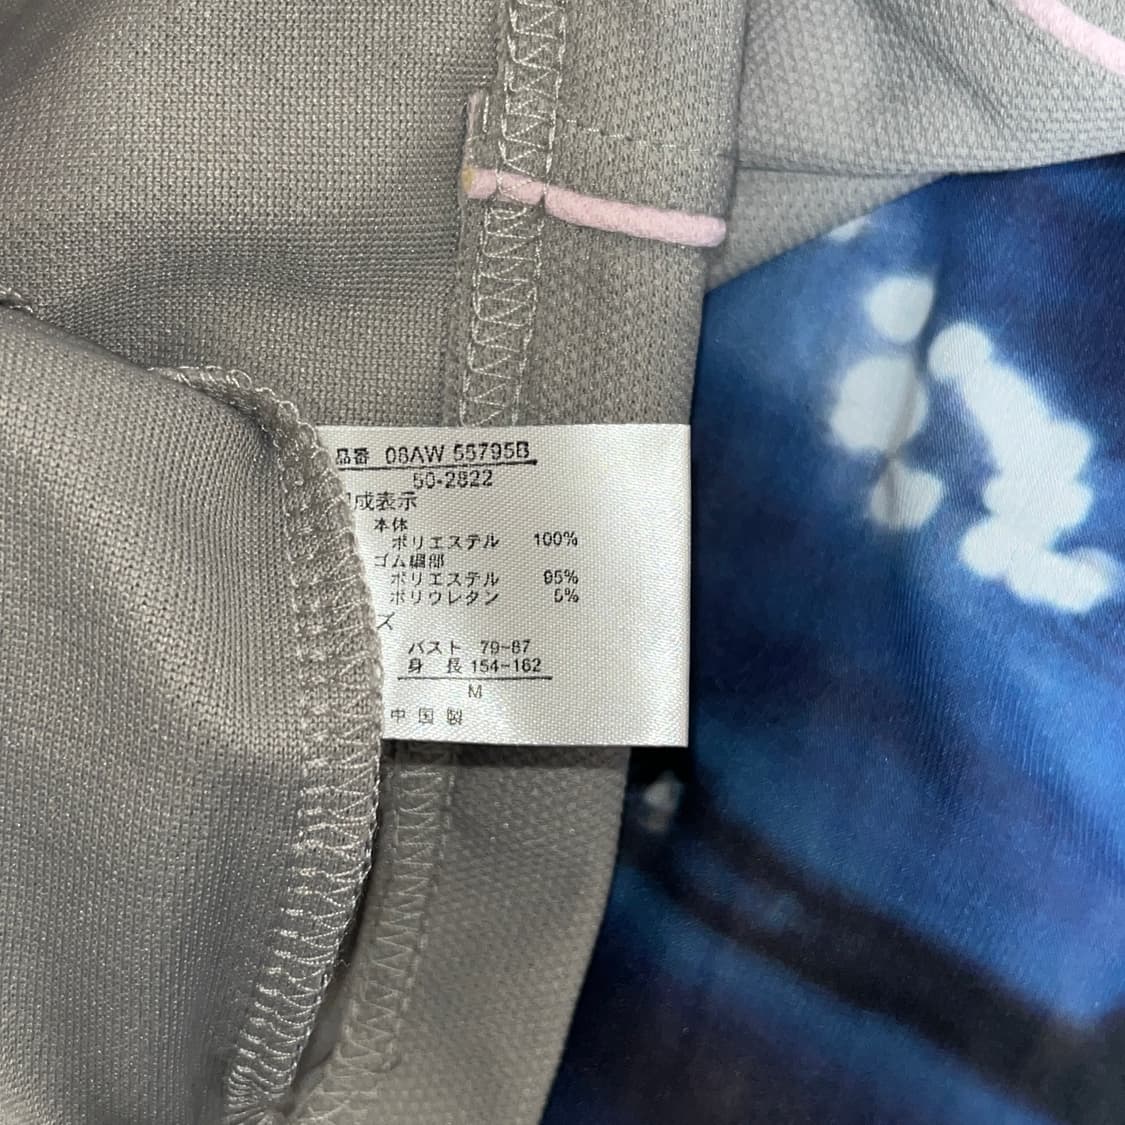 品番 08AW 55795B
50-2822
成表示
本体
ポリエステル 100%
ゴム編部
ポリエステル 95%
ポリウレタン 5%
ズ
バスト 79-87
身 長 154-162
M
中国製